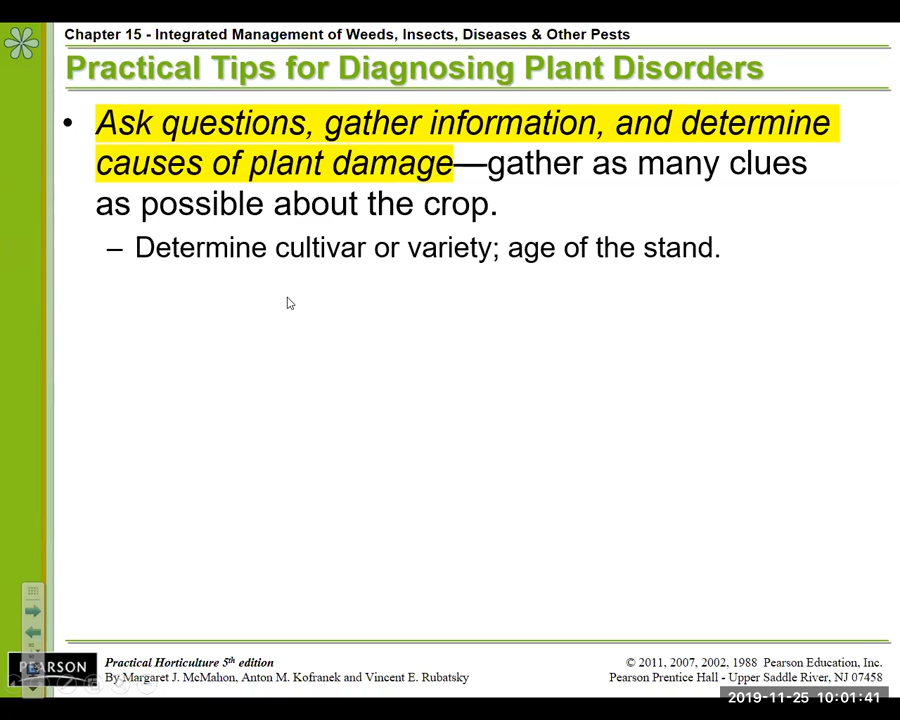 Chapter 15 - Integrated Management of Weeds, Insects, Diseases & Other Pests
Practical Tips for Diagnosing Plant Disorders
• Ask questions, gather information, and determine
causes of plant damage—gather as many clues
as possible about the crop.
– Determine cultivar or variety; age of the stand.
PEARSON
Practical Horticulture 5th edition
By Margaret J. McMahon, Anton M. Kofranek and Vincent E. Rubatsky
© 2011, 2007, 2002, 1988 Pearson Education, Inc.
Pearson Prentice Hall - Upper Saddle River, NJ 07458
2019-11-25 10:01:41